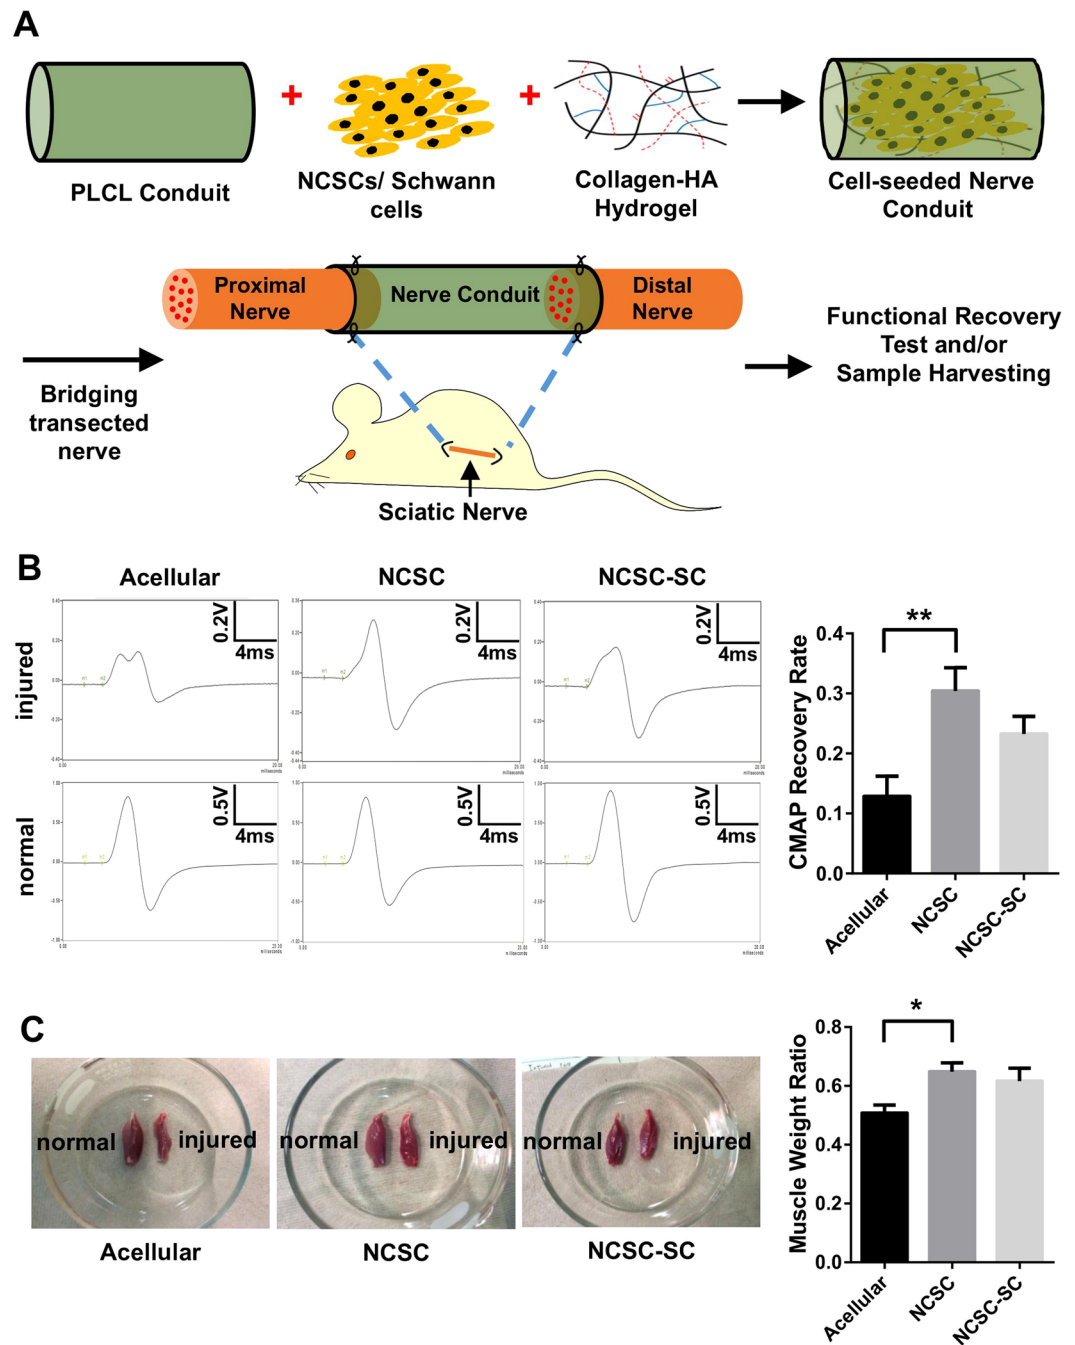 A
PLCL Conduit
+
NCSCs/ Schwann
cells
+
Collagen-HA
Hydrogel
Cell-seeded Nerve
Conduit
Bridging
transected
nerve
Proximal
Nerve
Nerve Conduit
Distal
Nerve
Sciatic Nerve
Functional Recovery
Test and/or
Sample Harvesting
B
Acellular
NCSC
NCSC-SC
injured
0.2V
4ms
0.2V
4ms
0.2V
4ms
normal
0.5V
4ms
0.5V
4ms
0.5V
4ms
CMAP Recovery Rate
0.4
0.3
0.2
0.1
0.0
**
Acellular
NCSC
NCSC-SC
C
normal
injured
normal
injured
normal
injured
Acellular
NCSC
NCSC-SC
Muscle Weight Ratio
0.8
0.6
0.4
0.2
0.0
*
Acellular
NCSC
NCSC-SC